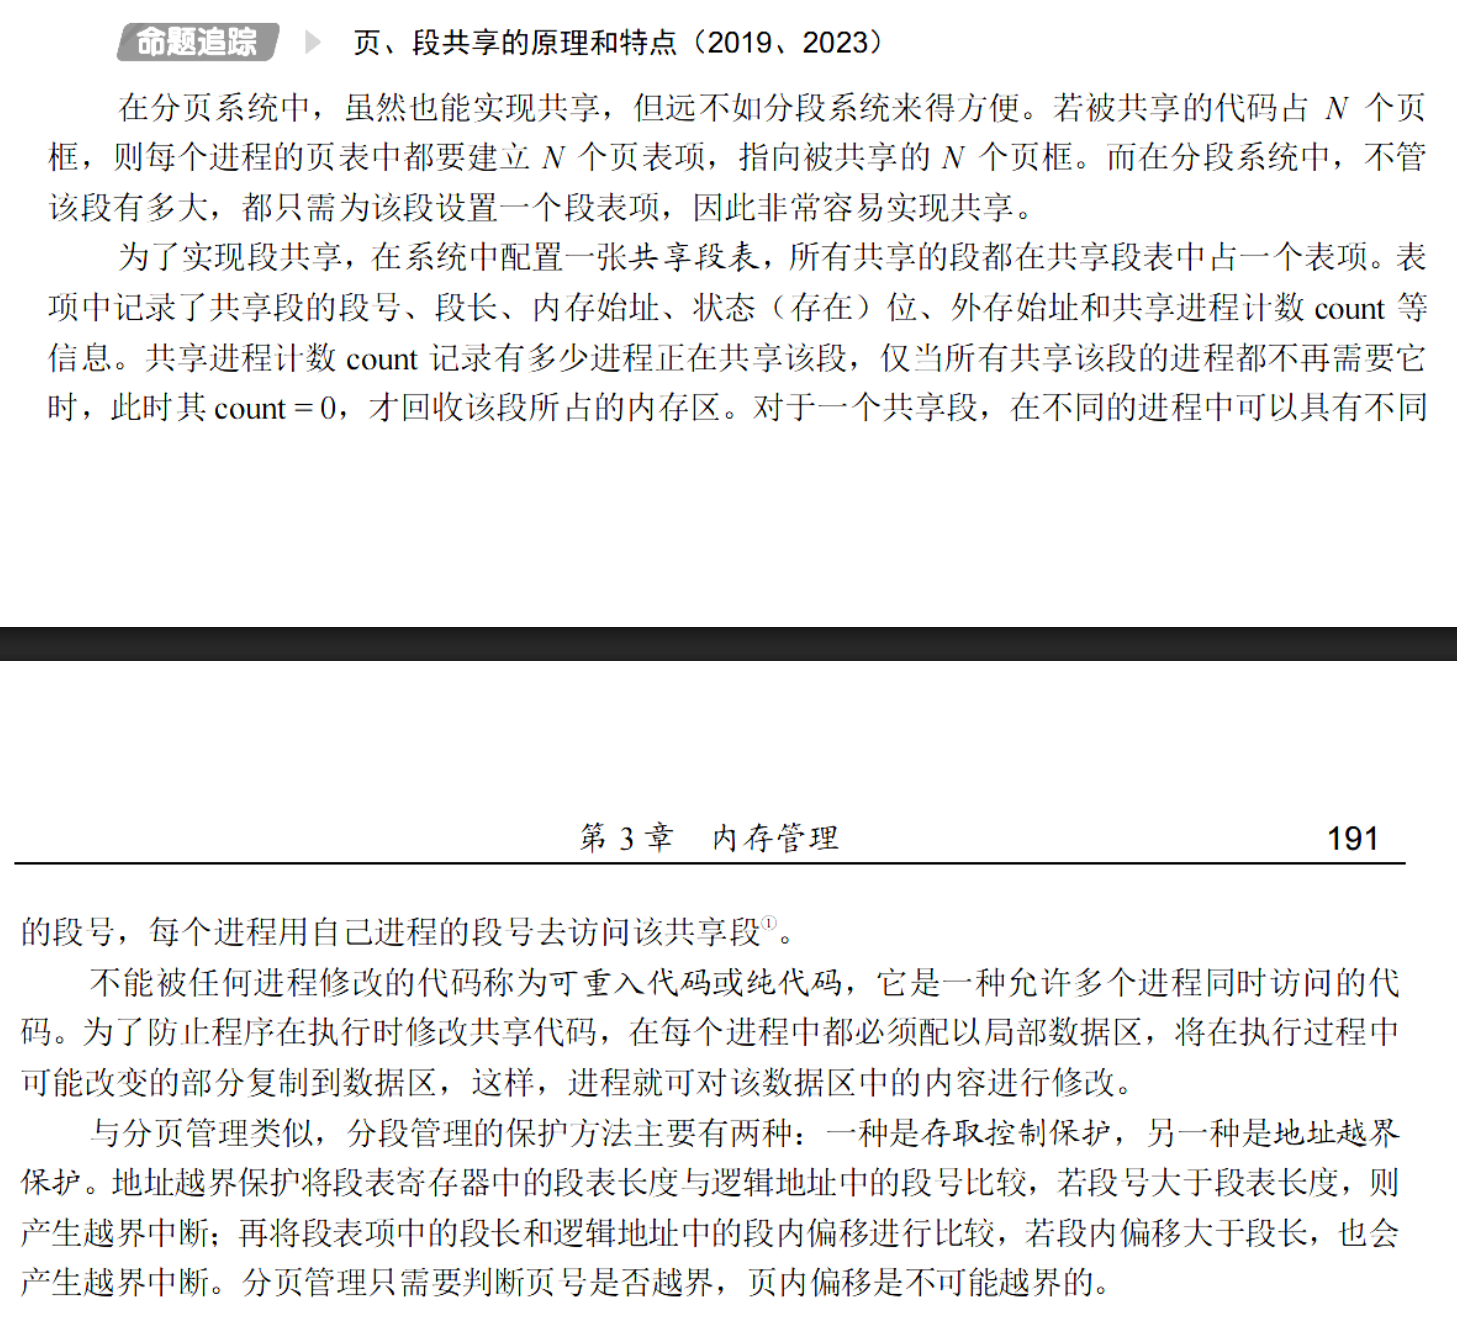 命题追踪 页、段共享的原理和特点（2019、2023）
在分页系统中，虽然也能实现共享，但远不如分段系统来得方便。若被共享的代码占 N 个页
框，则每个进程的页表中都要建立 N 个页表项，指向被共享的 N 个页框。而在分段系统中，不管
该段有多大，都只需为该段设置一个段表项，因此非常容易实现共享。
为了实现段共享，在系统中配置一张共享段表，所有共享的段都在共享段表中占一个表项。表
项中记录了共享段的段号、段长、内存始址、状态（存在）位、外存始址和共享进程计数 count 等
信息。共享进程计数 count 记录有多少进程正在共享该段，仅当所有共享该段的进程都不再需要它
时，此时其 count = 0，才回收该段所占的内存区。对于一个共享段，在不同的进程中可以具有不同
第 3 章 内存管理 191
的段号，每个进程用自己进程的段号去访问该共享段①。
不能被任何进程修改的代码称为可重入代码或纯代码，它是一种允许多个进程同时访问的代
码。为了防止程序在执行时修改共享代码，在每个进程中都必须配以局部数据区，将在执行过程中
可能改变的部分复制到数据区，这样，进程就可对该数据区中的内容进行修改。
与分页管理类似，分段管理的保护方法主要有两种：一种是存取控制保护，另一种是地址越界
保护。地址越界保护将段表寄存器中的段表长度与逻辑地址中的段号比较，若段号大于段表长度，则
产生越界中断；再将段表项中的段长和逻辑地址中的段内偏移进行比较，若段内偏移大于段长，也会
产生越界中断。分页管理只需要判断页号是否越界，页内偏移是不可能越界的。